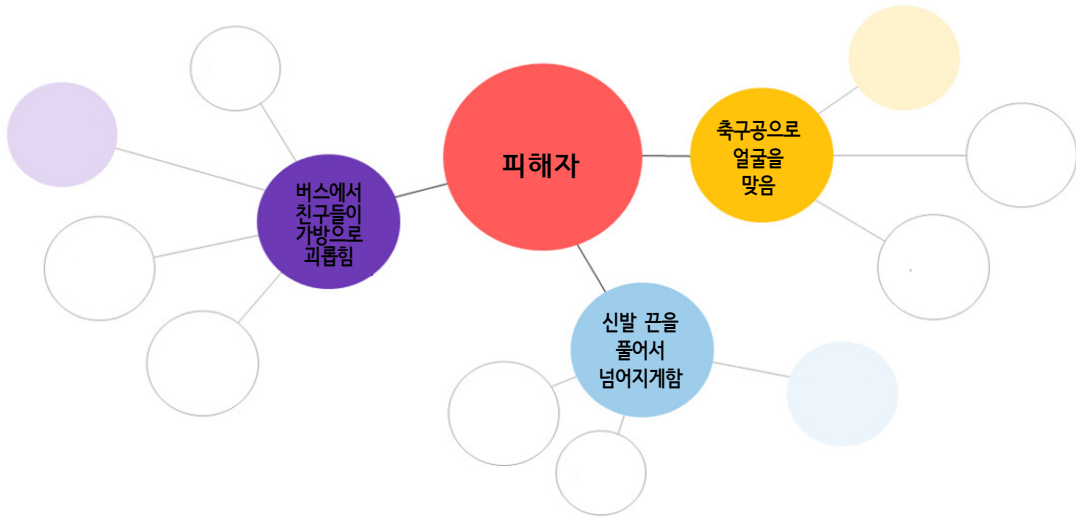 피해자
버스에서
친구들이
가방으로
괴롭힘
축구공으로
얼굴을
맞음
신발 끈을
풀어서
넘어지게함